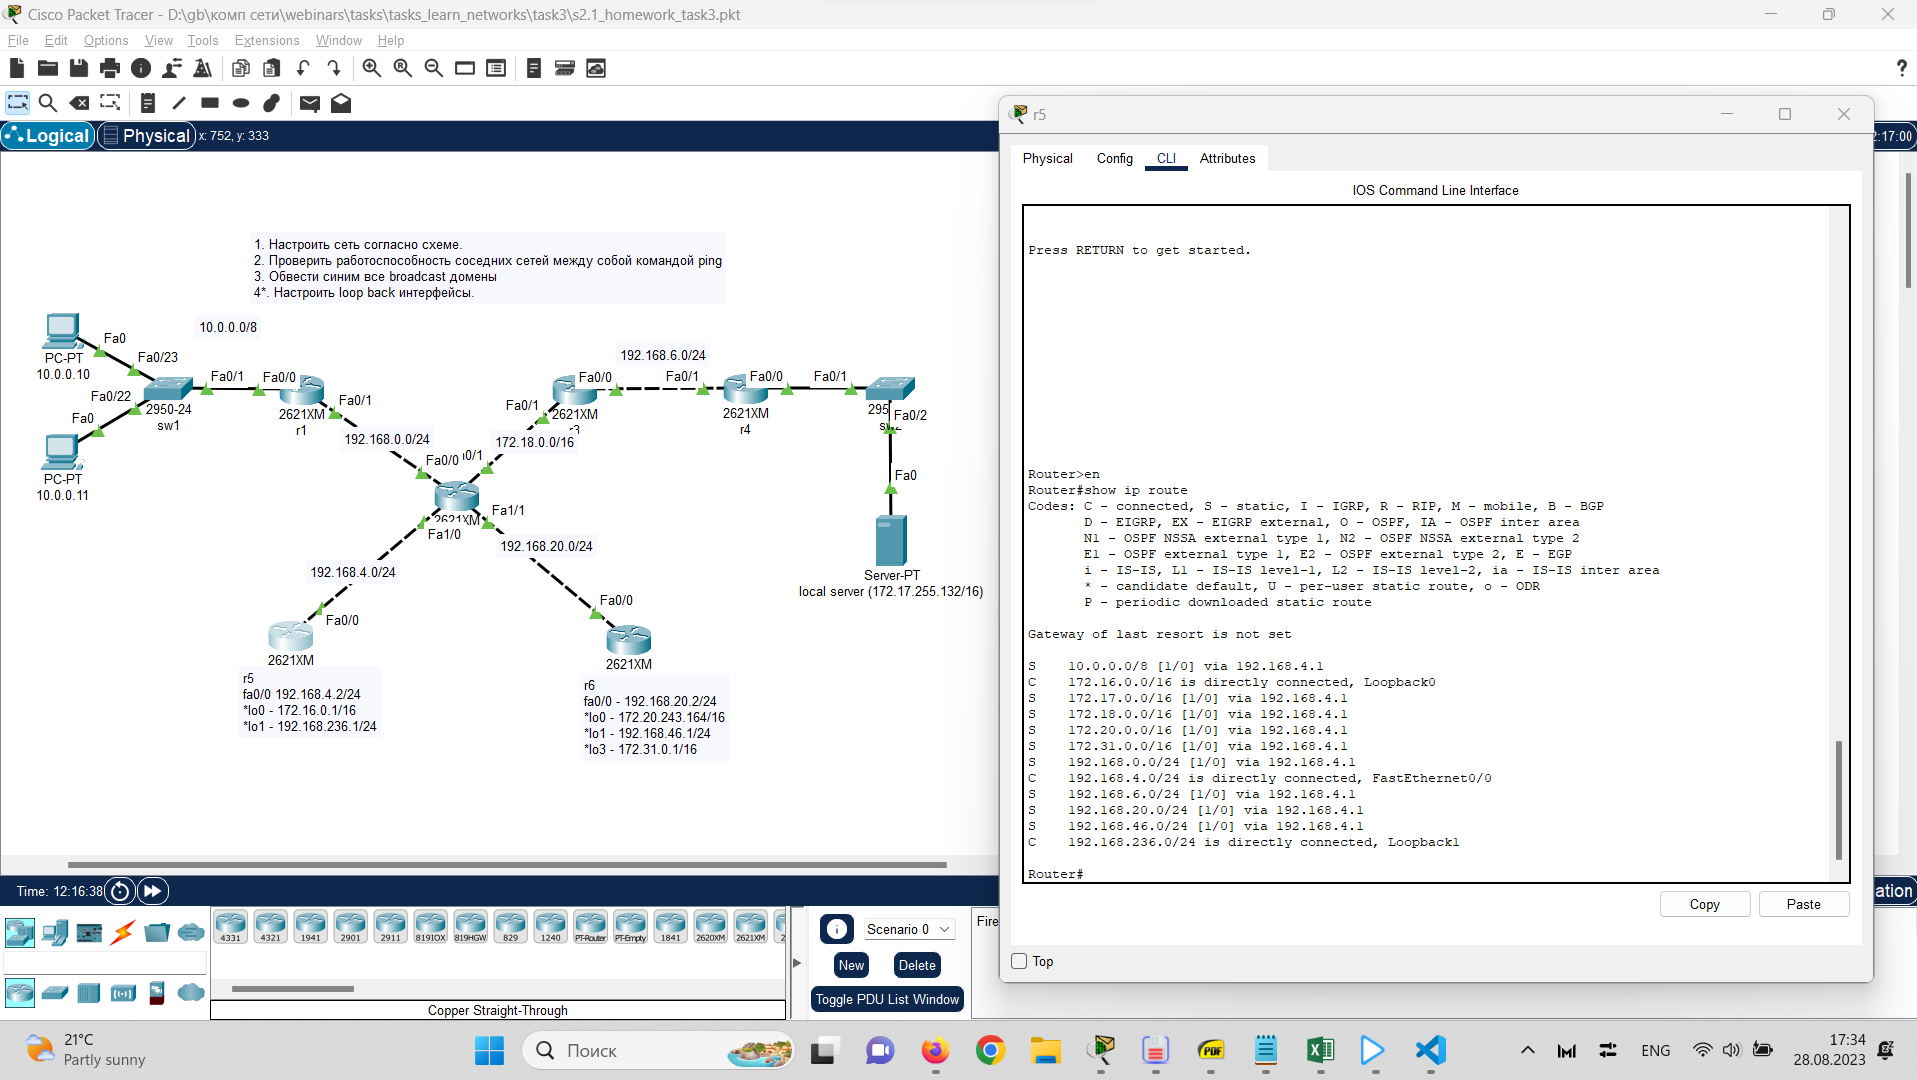 Cisco Packet Tracer - D:\gb\комп сети\webinars\tasks\tasks_learn_networks\task3\s2.1_homework_task3.pkt
File Edit Options View Tools Extensions Window Help
?
Logical Physical x: 752, y: 333
2:17:00
1. Настроить сеть согласно схеме.
2. Проверить работоспособность соседних сетей между собой командой ping
3. Обвести синим все broadcast домены
4*. Настроить loop back интерфейсы.
10.0.0.0/8
Fa0
PC-PT
10.0.0.10
Fa0/23
Fa0/22
Fa0
PC-PT
10.0.0.11
2950-24
sw1
Fa0/1
Fa0/0
2621XM
r1
Fa0/1
192.168.0.0/24
Fa0/0
0/1
2621XM
Fa1/0
Fa1/1
172.18.0.0/16
Fa0/1
Fa0/0
2621XM
r3
192.168.6.0/24
Fa0/1
Fa0/0
2621XM
r4
Fa0/1
295
sw2
Fa0/2
Fa0
Server-PT
local server (172.17.255.132/16)
192.168.4.0/24
192.168.20.0/24
Fa0/0
2621XM
r5
fa0/0 192.168.4.2/24
*lo0 - 172.16.0.1/16
*lo1 - 192.168.236.1/24
Fa0/0
2621XM
r6
fa0/0 - 192.168.20.2/24
*lo0 - 172.20.243.164/16
*lo1 - 192.168.46.1/24
*lo3 - 172.31.0.1/16
r5
Physical Config CLI Attributes
IOS Command Line Interface
Press RETURN to get started.
Router>en
Router#show ip route
Codes: C - connected, S - static, I - IGRP, R - RIP, M - mobile, B - BGP
D - EIGRP, EX - EIGRP external, O - OSPF, IA - OSPF inter area
N1 - OSPF NSSA external type 1, N2 - OSPF NSSA external type 2
E1 - OSPF external type 1, E2 - OSPF external type 2, E - EGP
i - IS-IS, L1 - IS-IS level-1, L2 - IS-IS level-2, ia - IS-IS inter area
* - candidate default, U - per-user static route, o - ODR
P - periodic downloaded static route
Gateway of last resort is not set
S 10.0.0.0/8 [1/0] via 192.168.4.1
C 172.16.0.0/16 is directly connected, Loopback0
S 172.17.0.0/16 [1/0] via 192.168.4.1
S 172.18.0.0/16 [1/0] via 192.168.4.1
S 172.20.0.0/16 [1/0] via 192.168.4.1
S 172.31.0.0/16 [1/0] via 192.168.4.1
S 192.168.0.0/24 [1/0] via 192.168.4.1
C 192.168.4.0/24 is directly connected, FastEthernet0/0
S 192.168.6.0/24 [1/0] via 192.168.4.1
S 192.168.20.0/24 [1/0] via 192.168.4.1
S 192.168.46.0/24 [1/0] via 192.168.4.1
C 192.168.236.0/24 is directly connected, Loopback1
Router#
Copy Paste
Top
Time: 12:16:38
ation
4331 4321 1941 2901 2911 819IOX 819HGW 829 1240 PT-Router PT-Empty 1841 2620XM 2621XM 2
Copper Straight-Through
Scenario 0
New Delete
Toggle PDU List Window
Fire
21°C
Partly sunny
Поиск
PDF
ENG
17:34
28.08.2023